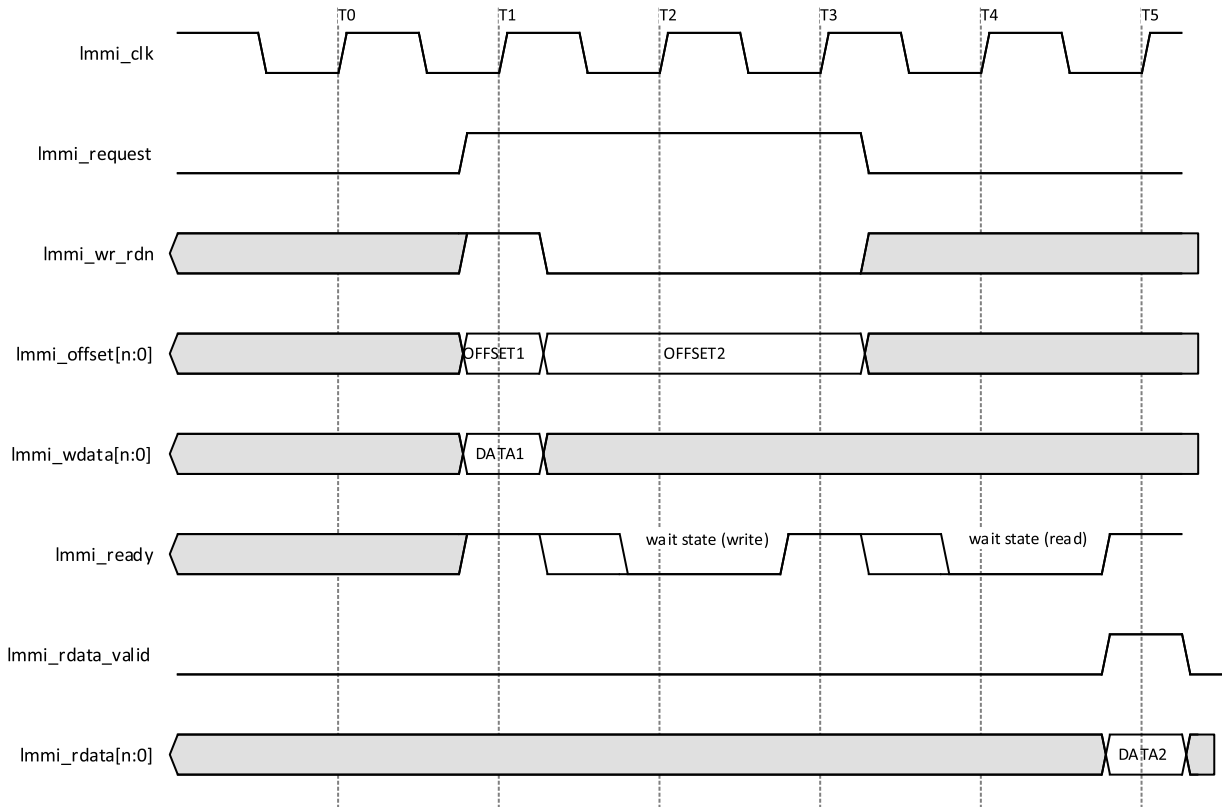 T0 T1 T2 T3 T4 T5
lmmi_clk
lmmi_request
lmmi_wr_rdn
lmmi_offset[n:0] OFFSET1 OFFSET2
lmmi_wdata[n:0] DATA1
lmmi_ready wait state (write) wait state (read)
lmmi_rdata_valid
lmmi_rdata[n:0] DATA2